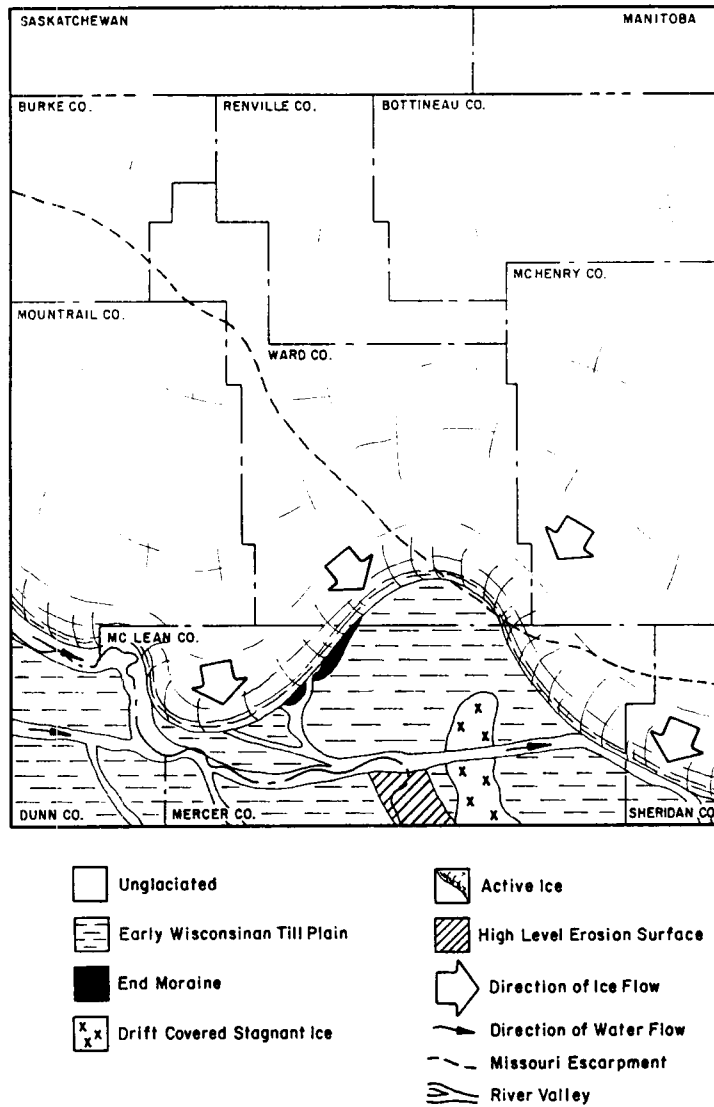 SASKATCHEWAN
MANITOBA
BURKE CO.
RENVILLE CO.
BOTTINEAU CO.
MCHENRY CO.
MOUNTRAIL CO.
WARD CO.
MC LEAN CO.
DUNN CO.
MERCER CO.
SHERIDAN CO
Unglaciated
Early Wisconsinan Till Plain
End Moraine
Drift Covered Stagnant Ice
Active Ice
High Level Erosion Surface
Direction of Ice Flow
Direction of Water Flow
Missouri Escarpment
River Valley